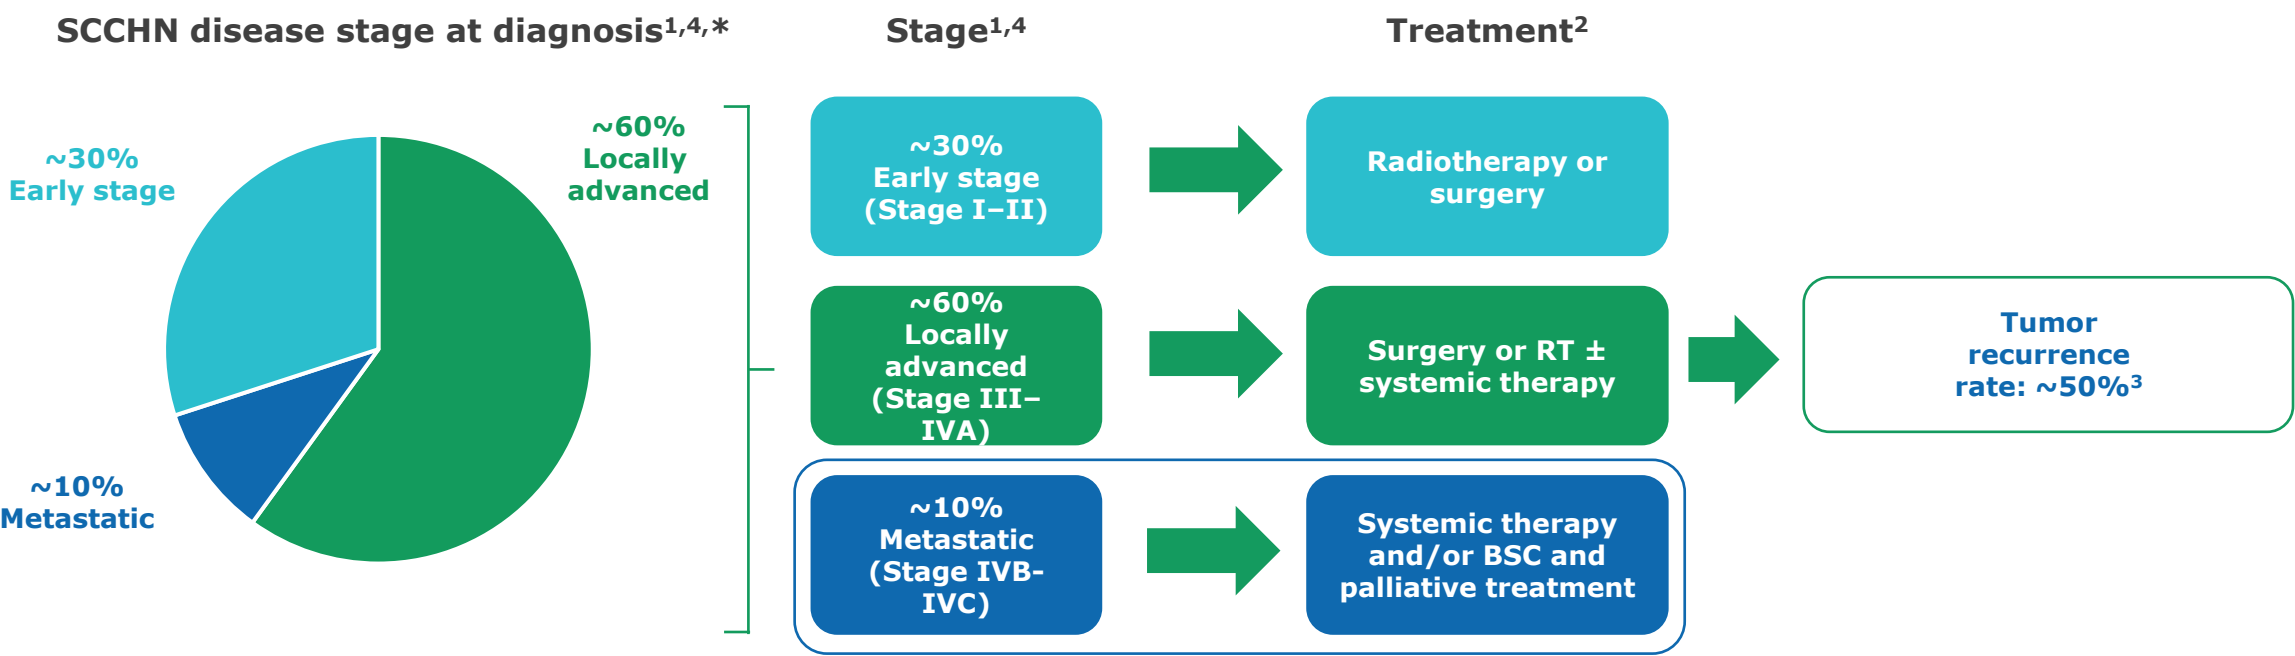 SCCHN disease stage at diagnosis1,4,*
Stage1,4
Treatment2
~30%
Early stage
~60%
Locally
advanced
~10%
Metastatic
~30%
Early stage
(Stage I–II)
Radiotherapy or
surgery
~60%
Locally
advanced
(Stage III–
IVA)
Surgery or RT ±
systemic therapy
Tumor
recurrence
rate: ~50%3
~10%
Metastatic
(Stage IVB-
IVC)
Systemic therapy
and/or BSC and
palliative treatment